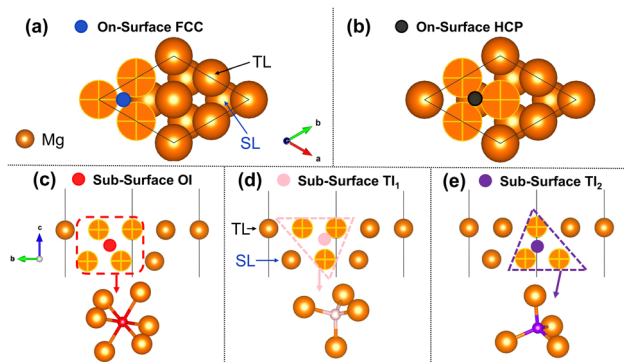 (a) On-Surface FCC
TL
SL
Mg
b
a
(b) On-Surface HCP
(c) Sub-Surface OI
c
b
(d) Sub-Surface TI₁
TL
SL
(e) Sub-Surface TI₂